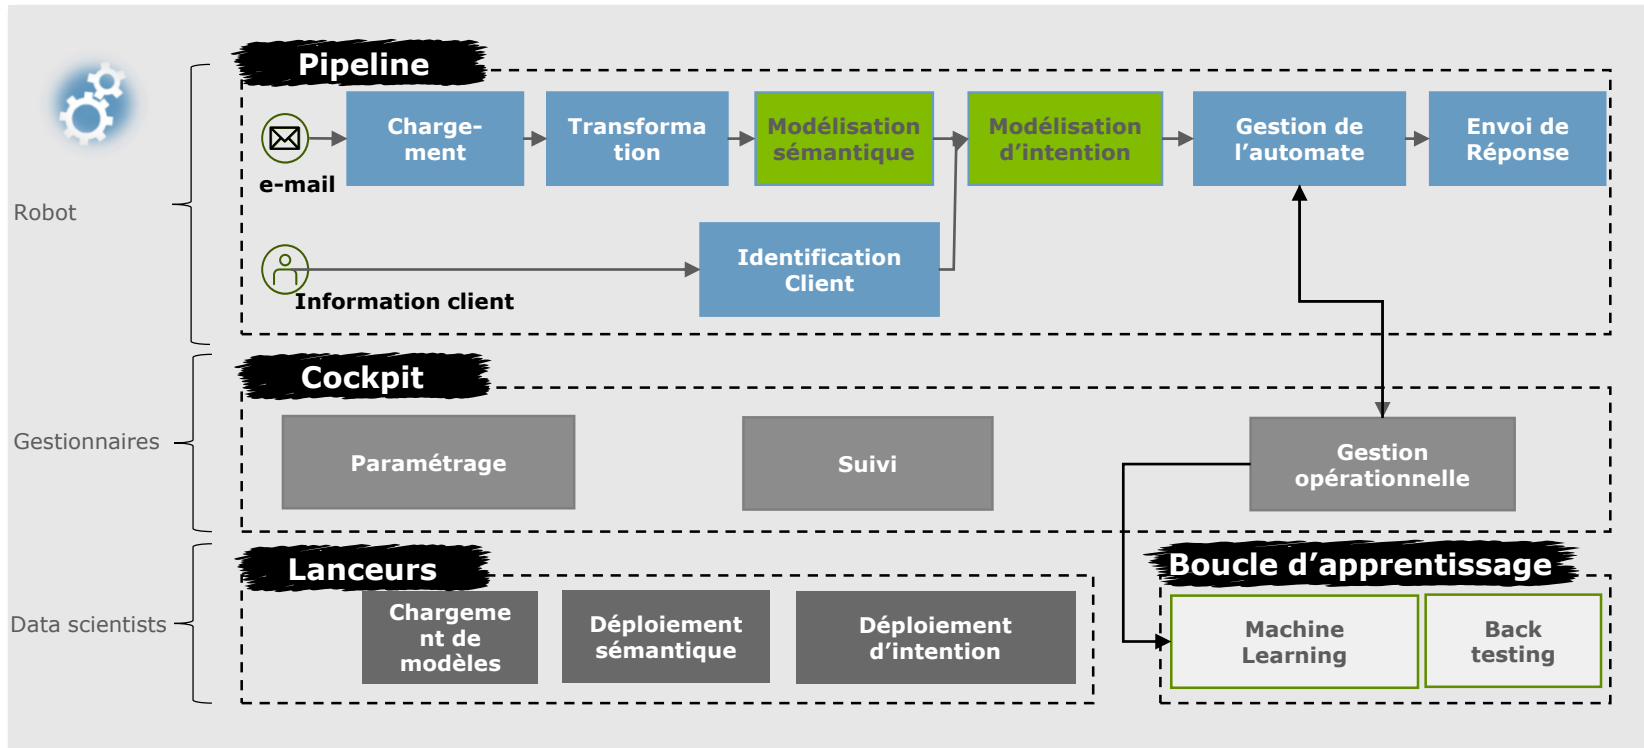 Pipeline
Charge-
ment
Transforma
tion
Modélisation
sémantique
Modélisation
d’intention
Gestion de
l’automate
Envoi de
Réponse
e-mail
Robot
Identification
Client
Information client
Cockpit
Gestionnaires
Paramétrage
Suivi
Gestion
opérationnelle
Lanceurs
Boucle d’apprentissage
Data scientists
Chargeme
nt de
modèles
Déploiement
sémantique
Déploiement
d’intention
Machine
Learning
Back
testing